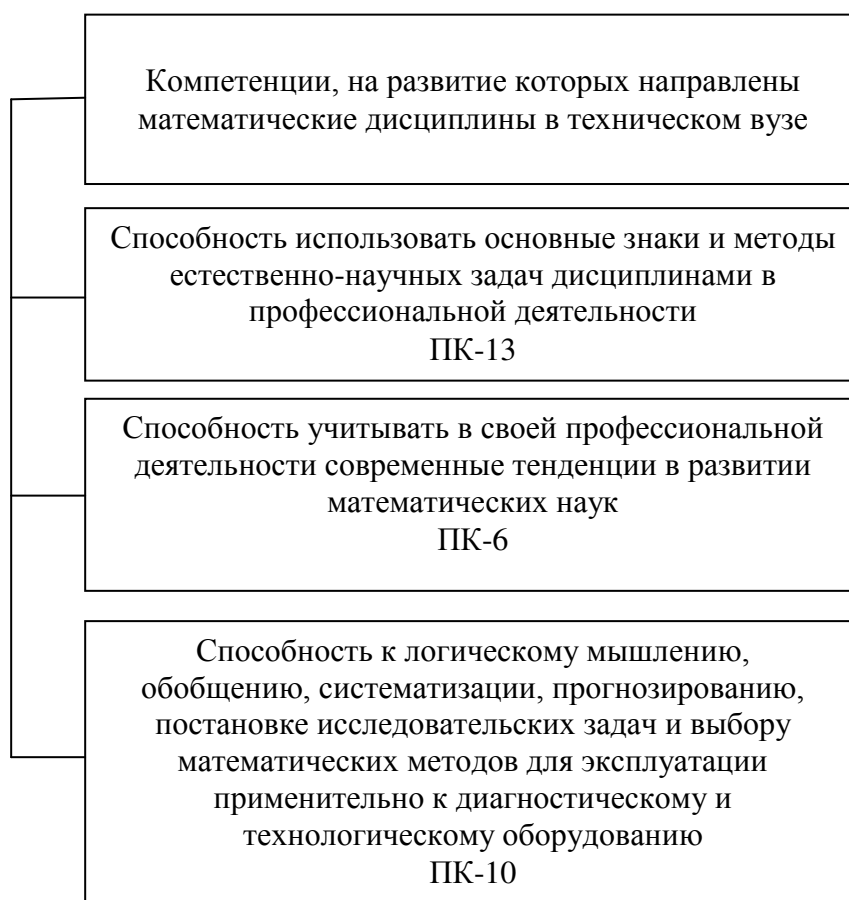 Компетенции, на развитие которых направлены
математические дисциплины в техническом вузе
Способность использовать основные знаки и методы
естественно-научных задач дисциплинами в
профессиональной деятельности
ПК-13
Способность учитывать в своей профессиональной
деятельности современные тенденции в развитии
математических наук
ПК-6
Способность к логическому мышлению,
обобщению, систематизации, прогнозированию,
постановке исследовательских задач и выбору
математических методов для эксплуатации
применительно к диагностическому и
технологическому оборудованию
ПК-10